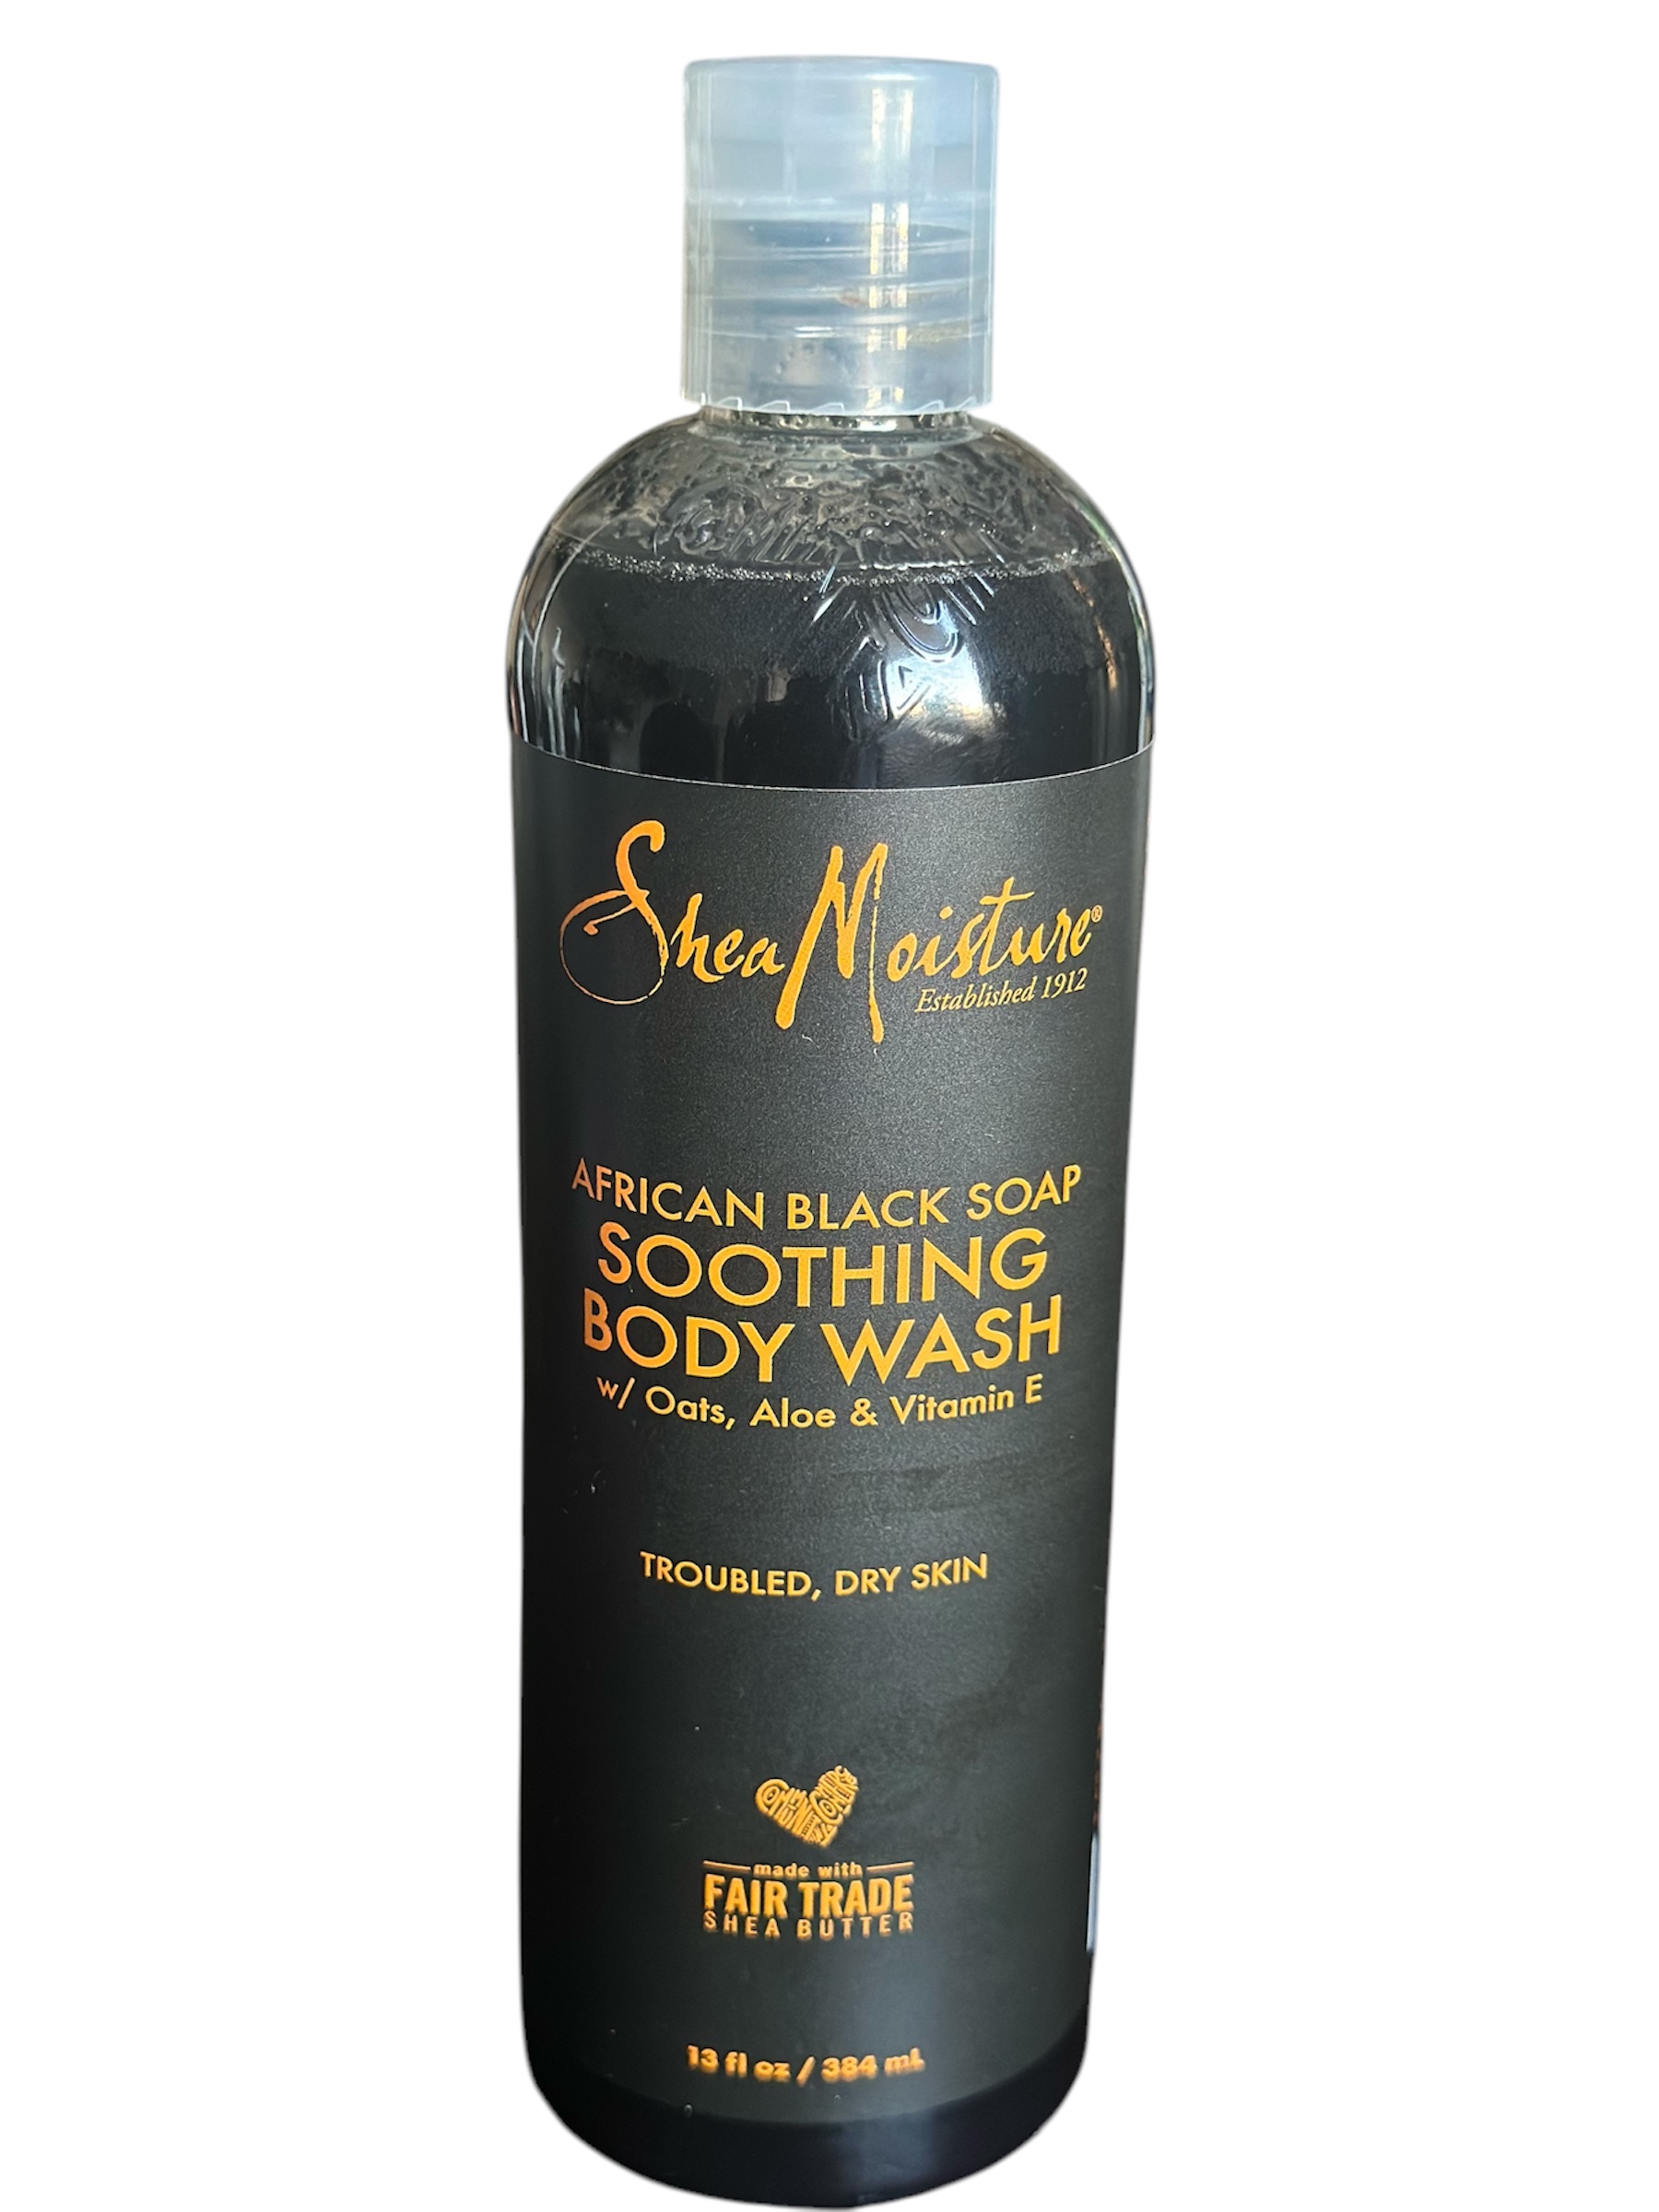 SheaMoisture®
Established 1912
AFRICAN BLACK SOAP
SOOTHING
BODY WASH
w/ Oats, Aloe & Vitamin E
TROUBLED, DRY SKIN
made with
FAIR TRADE
SHEA BUTTER
13 fl oz / 384 mL